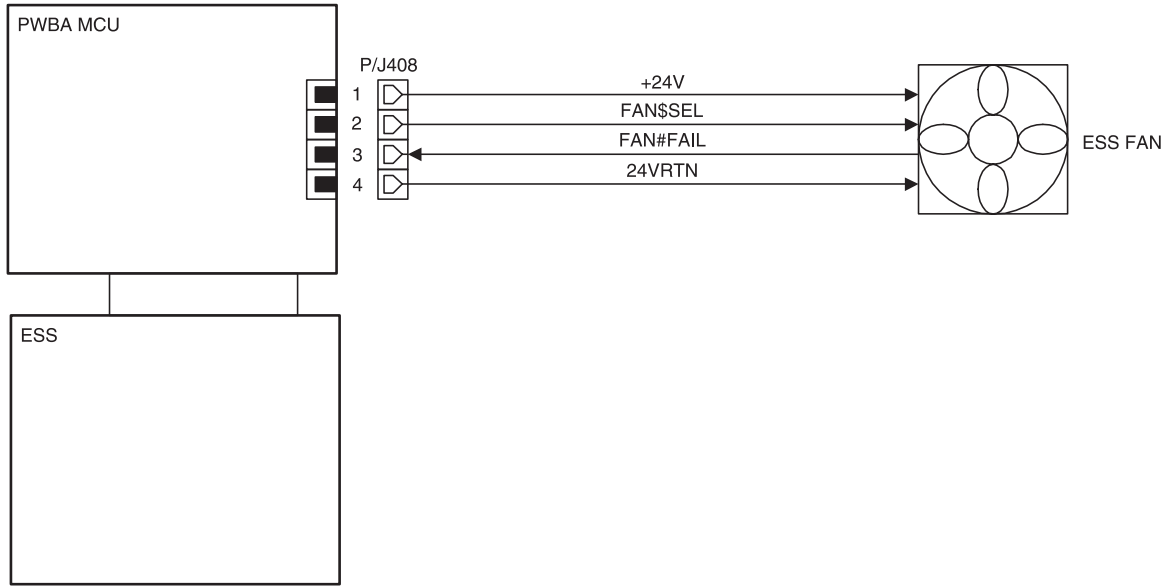 PWBA MCU
P/J408
1
+24V
2
FAN$SEL
3
FAN#FAIL
ESS FAN
4
24VRTN
ESS